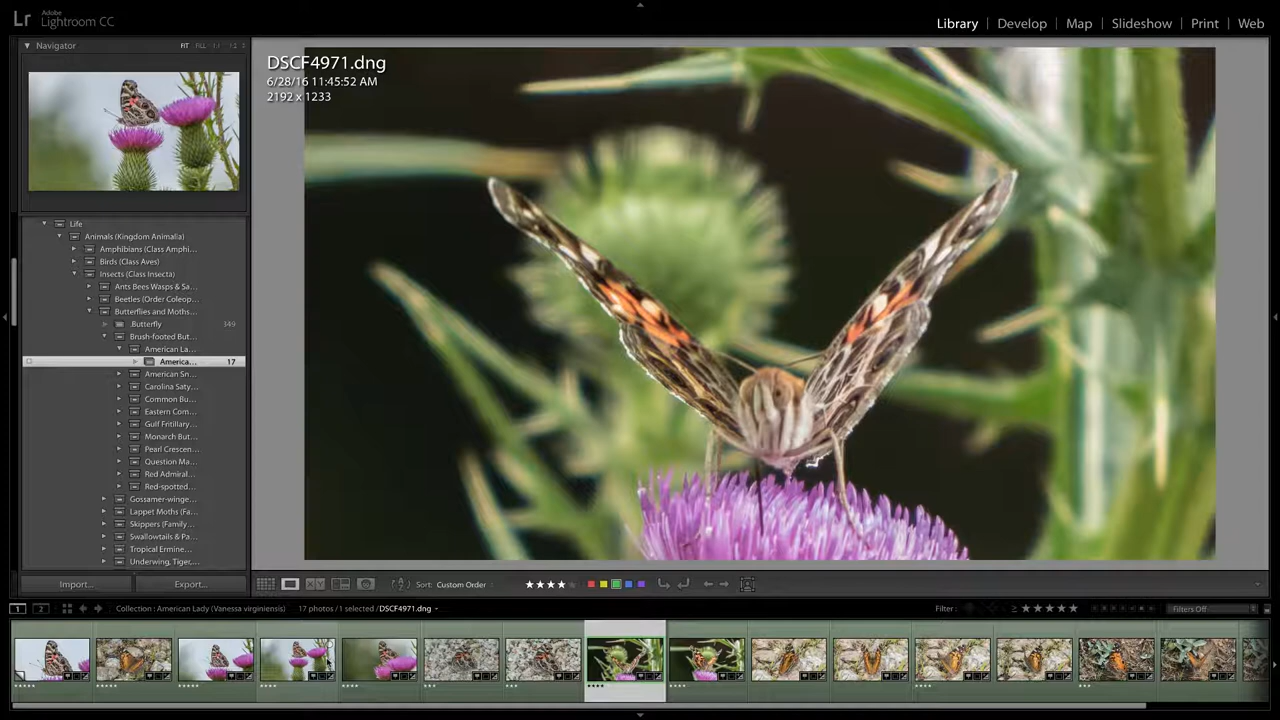 Lr Adobe Lightroom CC
Library | Develop | Map | Slideshow | Print | Web
Navigator FIT FILL 1:1
DSCF4971.dng
6/28/16 11:45:52 AM
2192 x 1233
Life
Animals (Kingdom Animalia)
Amphibians (Class Amphi...
Birds (Class Aves)
Insects (Class Insecta)
Ants Bees Wasps & Sa...
Beetles (Order Coleop...
Butterflies and Moths...
.Butterfly 349
Brush-footed But...
American La...
America... 17
American Sn...
Carolina Saty...
Common Bu...
Eastern Com...
Gulf Fritillary
Monarch But...
Pearl Crescen...
Question Ma...
Red Admiral...
Red-spotted...
Gossamer-winge...
Lappet Moths (Fa...
Skippers (Family...
Swallowtails & Pa...
Tropical Ermine...
Underwing, Tiger...
Import... Export...
Sort: Custom Order
1 2 Collection : American Lady (Vanessa virginiensis) 17 photos / 1 selected / DSCF4971.dng Filter : Filters Off